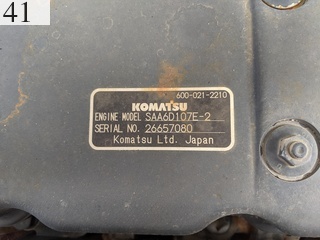 41
600-021-2210
KOMATSU
ENGINE MODEL SAA6D107E-2
SERIAL NO. 26657080
Komatsu Ltd. Japan